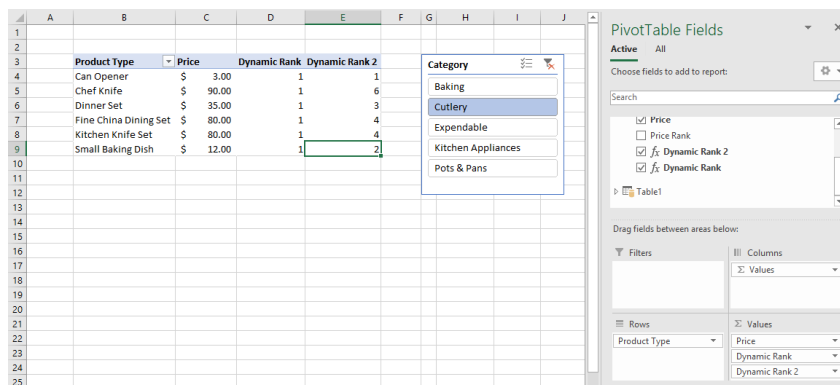 A B C D E F G H I J
1
2
3 Product Type Price Dynamic Rank Dynamic Rank 2
4 Can Opener $ 3.00 1 1
5 Chef Knife $ 90.00 1 6
6 Dinner Set $ 35.00 1 3
7 Fine China Dining Set $ 80.00 1 4
8 Kitchen Knife Set $ 80.00 1 4
9 Small Baking Dish $ 12.00 1 2
10
11
12
13
14
15
16
17
18
19
20
21
22
23
24
25
Category
Baking
Cutlery
Expendable
Kitchen Appliances
Pots & Pans
PivotTable Fields
Active All
Choose fields to add to report:
Search
Price
Price Rank
fx Dynamic Rank 2
fx Dynamic Rank
Table1
Drag fields between areas below:
Filters
Columns
Σ Values
Rows
Product Type
Σ Values
Price
Dynamic Rank
Dynamic Rank 2